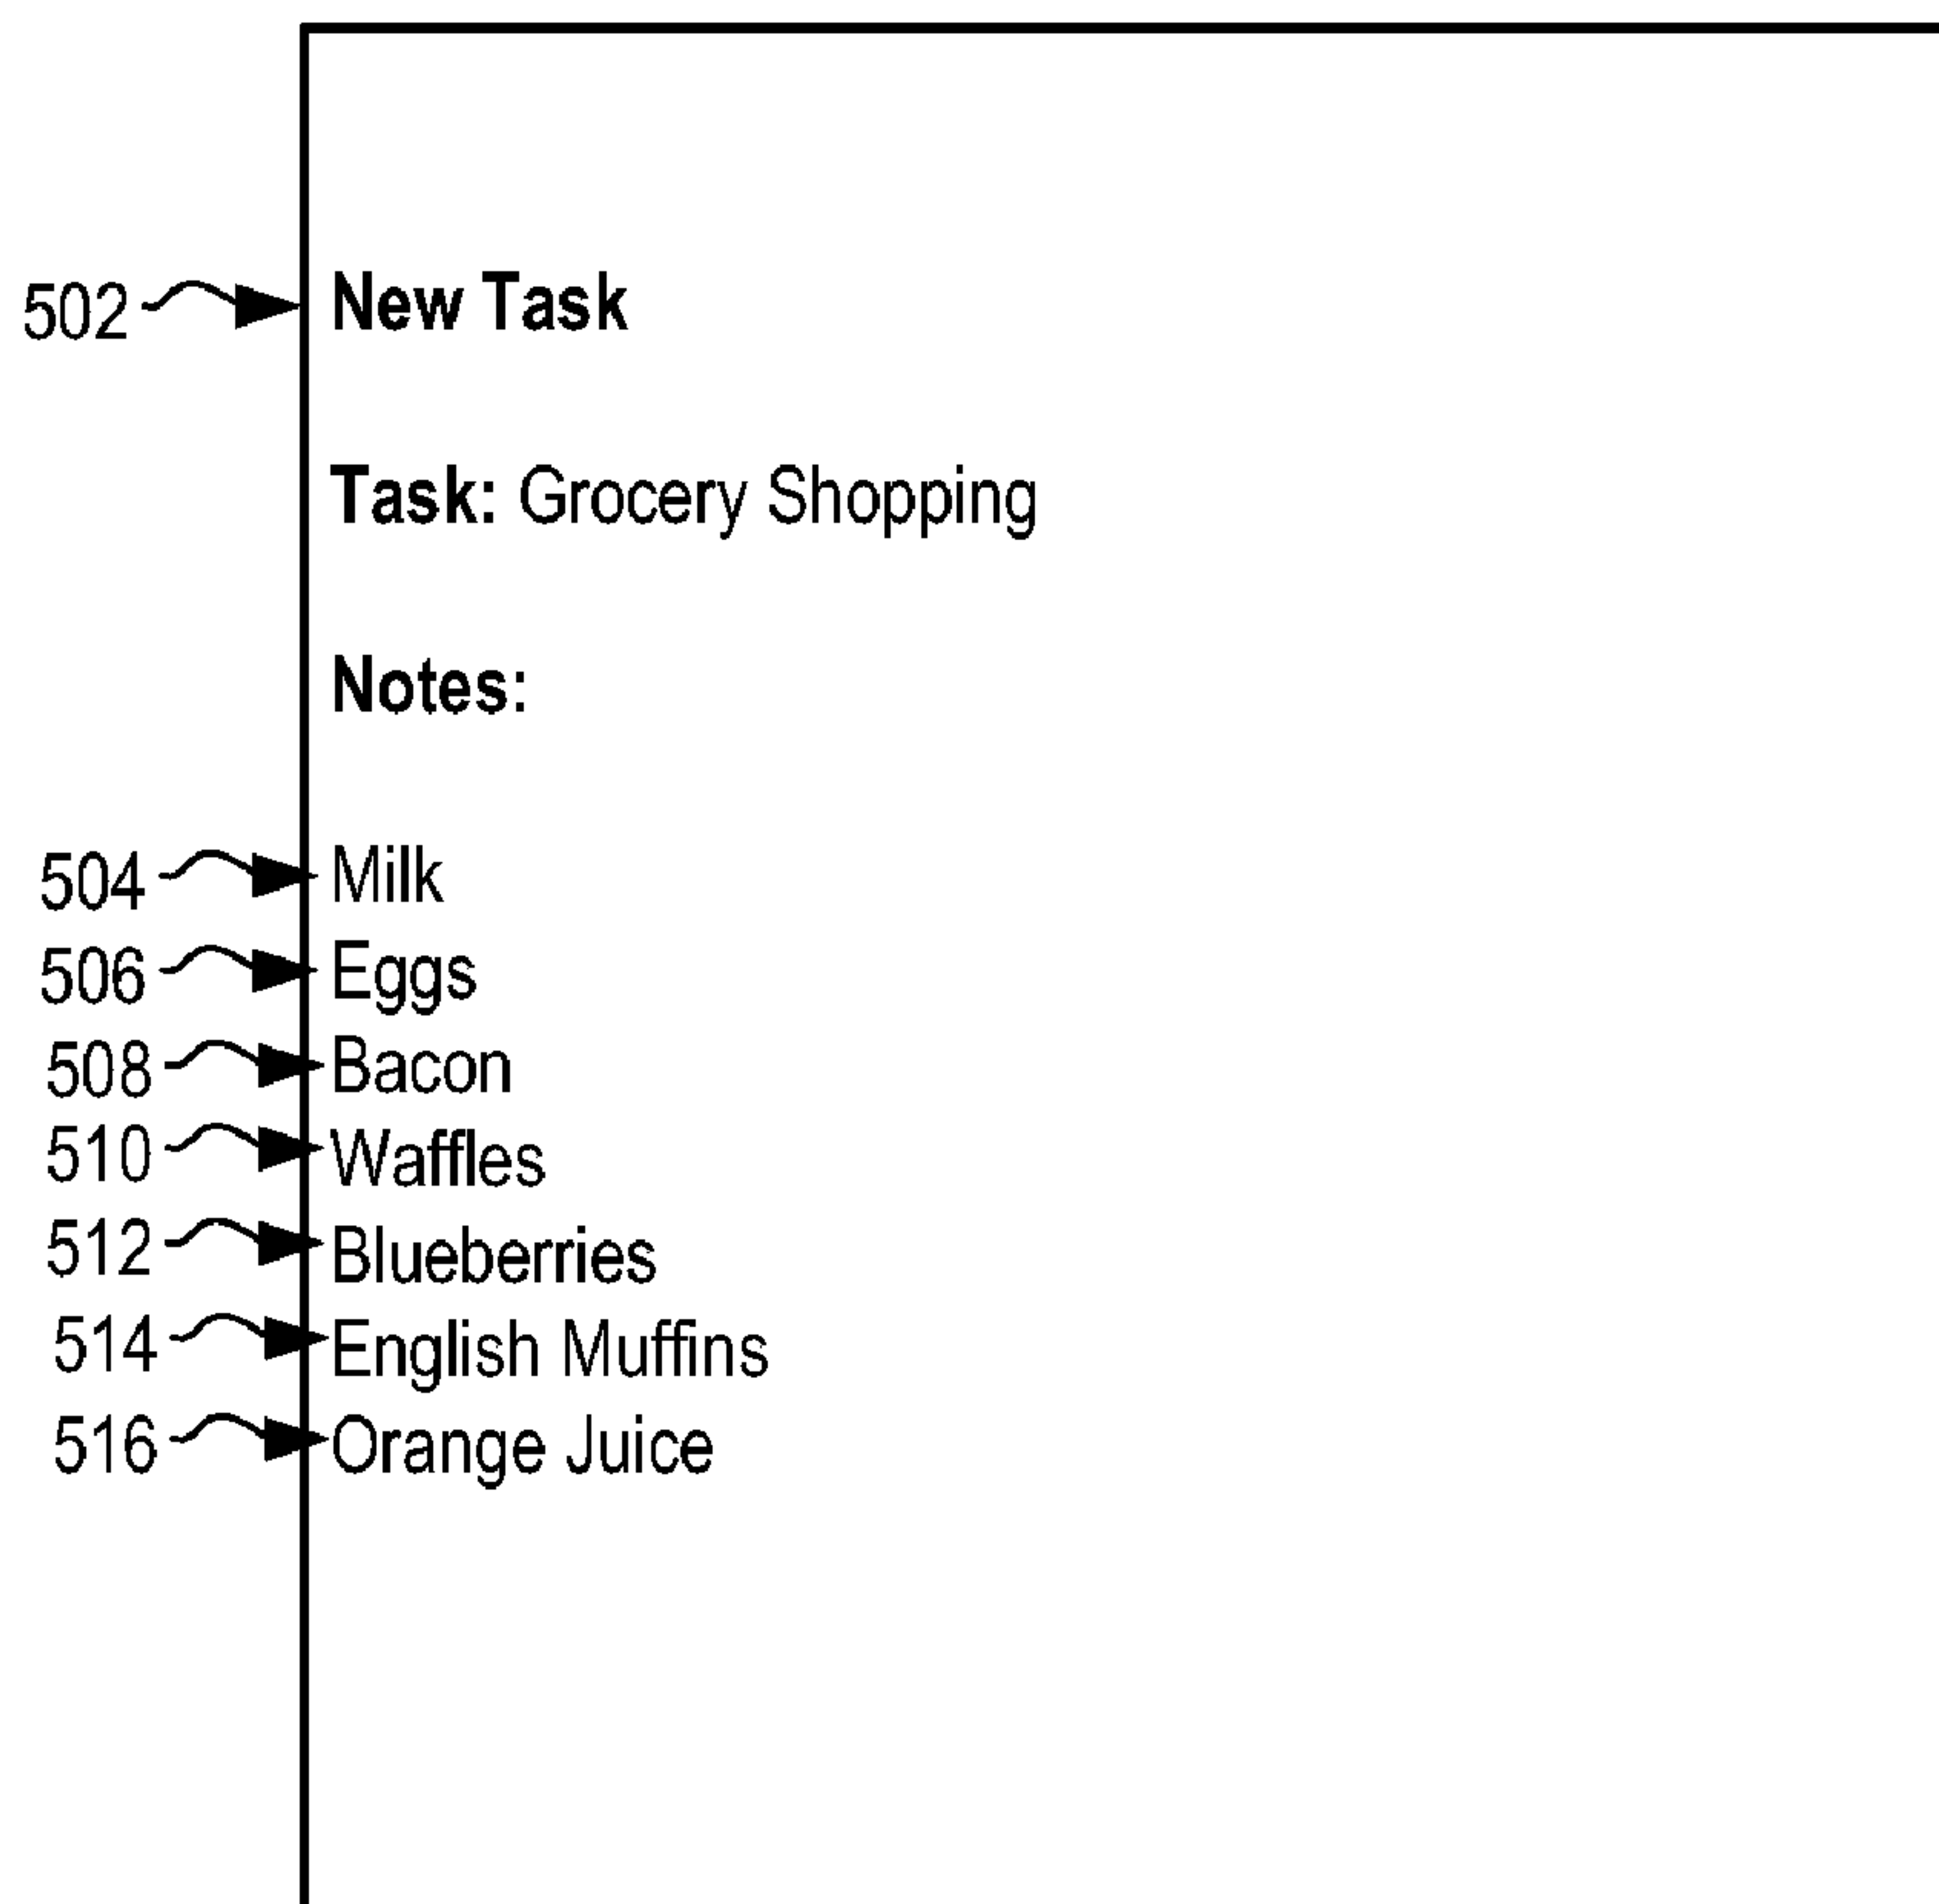 502 New Task
Task: Grocery Shopping
Notes:
504 Milk
506 Eggs
508 Bacon
510 Waffles
512 Blueberries
514 English Muffins
516 Orange Juice